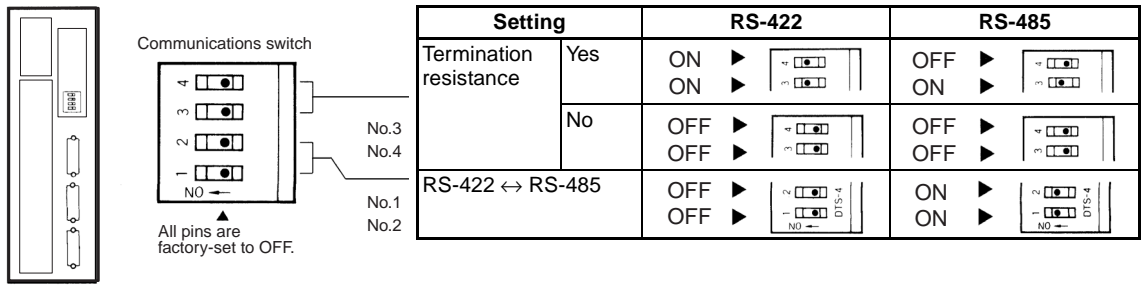 Communications switch
4
3
2
1
NO ←
▲
All pins are
factory-set to OFF.
No.3
No.4
No.1
No.2
Setting RS-422 RS-485
Termination resistance Yes
ON ▶ 4
ON ▶ 3
OFF ▶ 4
ON ▶ 3
No
OFF ▶ 4
OFF ▶ 3
OFF ▶ 4
OFF ▶ 3
RS-422 ↔ RS-485
OFF ▶ 2
OFF ▶ 1
NO ←
DTS-4
ON ▶ 2
ON ▶ 1
NO ←
DTS-4